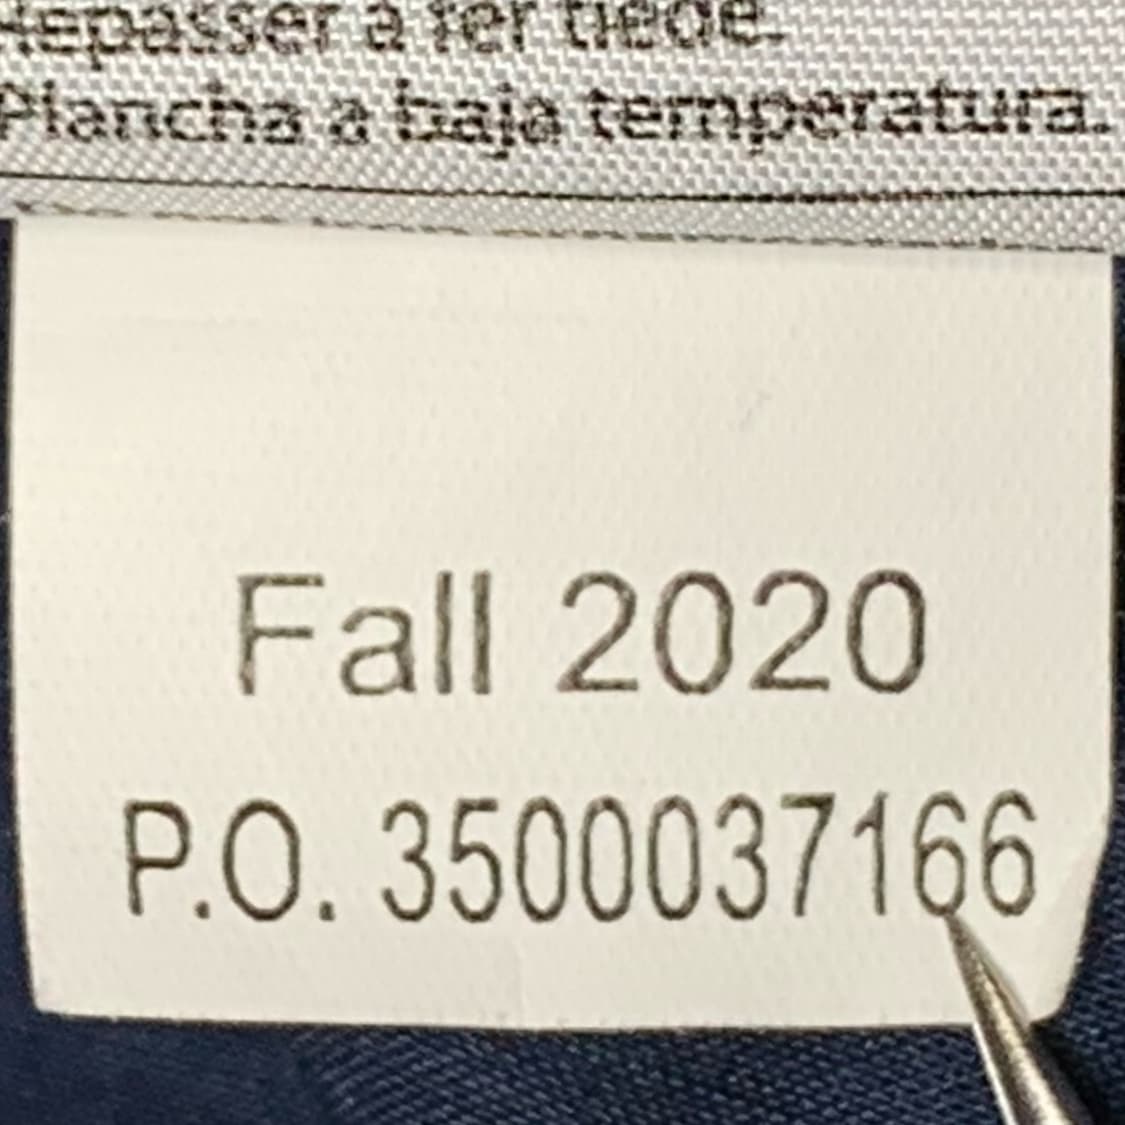 Repasser à fer tiède.
Plancha a baja temperatura.
Fall 2020
P.O. 3500037166